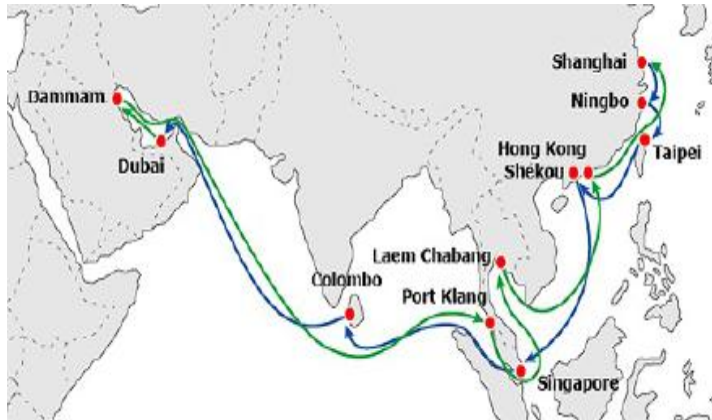 Shanghai
Dammam
Ningbo
Hong Kong
Taipei
Dubai
Shekou
Laem Chabang
Colombo
Port Klang
Singapore